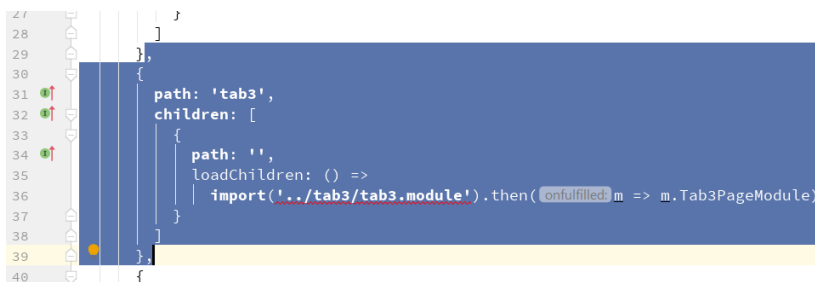 27 }
28 ]
29 },
30 {
31 path: 'tab3',
32 children: [
33 {
34 path: '',
35 loadChildren: () =>
36 import('../tab3/tab3.module').then( onfulfilled: m => m.Tab3PageModule)
37 }
38 ]
39 },
40 {